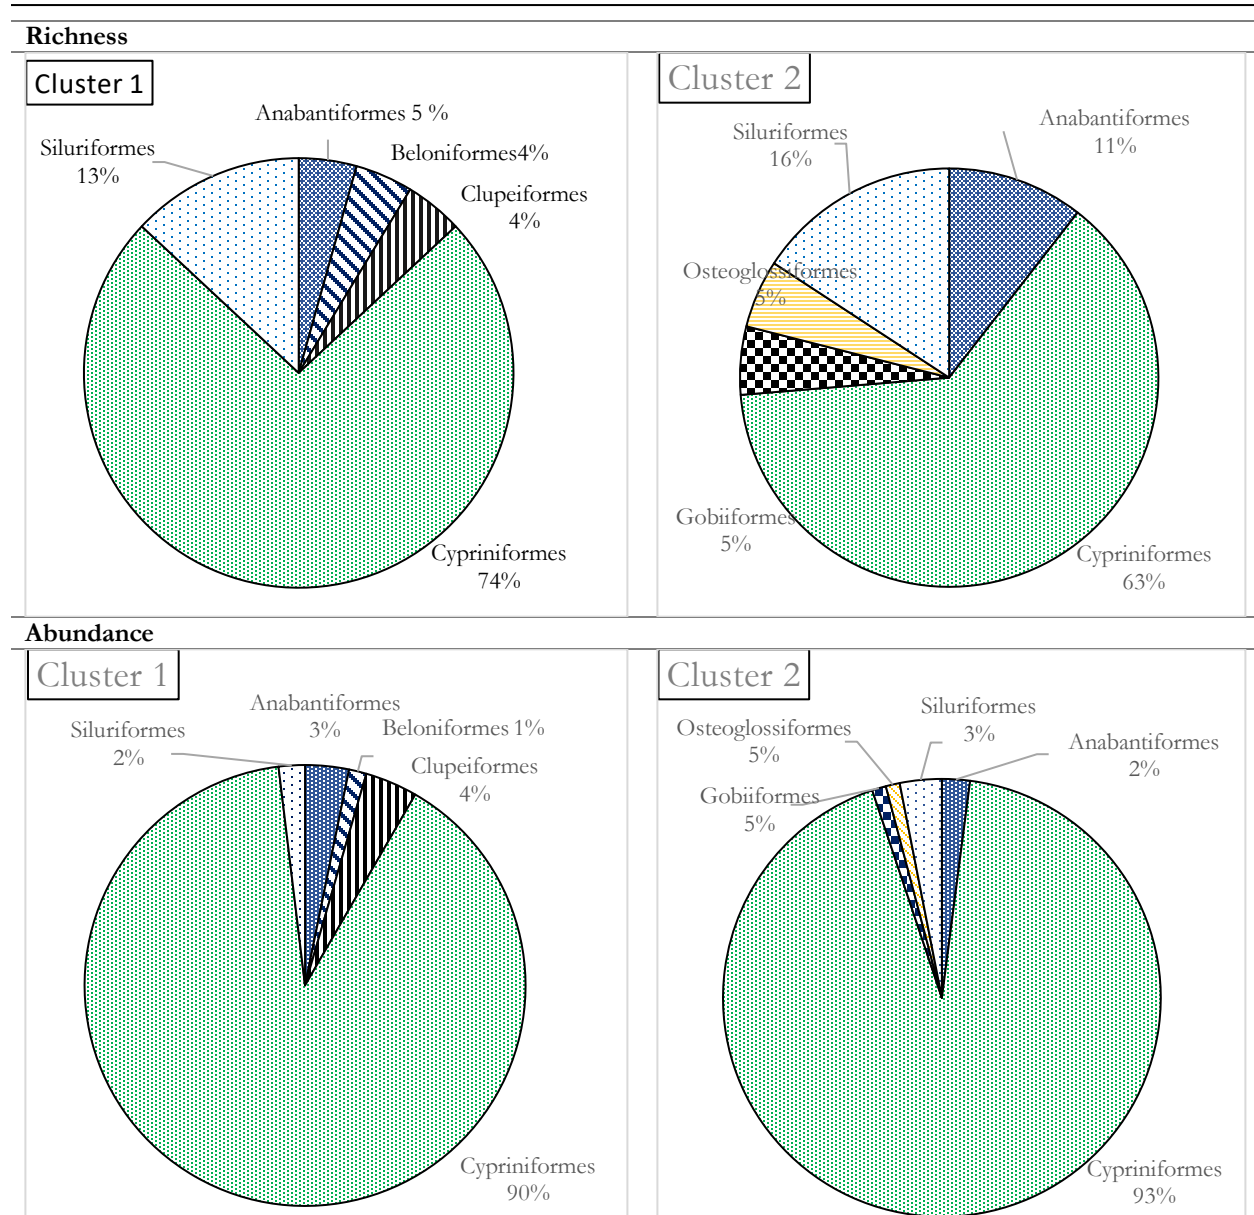 Richness
Cluster 1
Anabantiformes 5 %
Siluriformes
13%
Beloniformes4%
Clupeiformes
4%
Cypriniformes
74%
Cluster 2
Siluriformes
16%
Anabantiformes
11%
Osteoglossiformes
5%
Gobiiformes
5%
Cypriniformes
63%
Abundance
Cluster 1
Anabantiformes
3%
Siluriformes
2%
Beloniformes 1%
Clupeiformes
4%
Cypriniformes
90%
Cluster 2
Siluriformes
3%
Osteoglossiformes
5%
Anabantiformes
2%
Gobiiformes
5%
Cypriniformes
93%